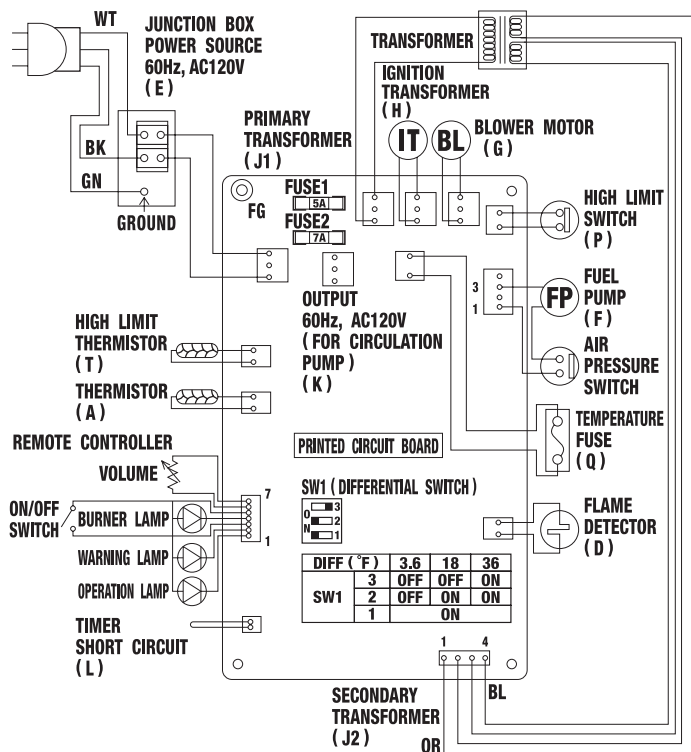 WT
JUNCTION BOX
POWER SOURCE
60Hz, AC120V
( E )
BK
GN
GROUND
TRANSFORMER
IGNITION
TRANSFORMER
( H )
IT
BL
BLOWER MOTOR
( G )
PRIMARY
TRANSFORMER
( J1 )
FG
FUSE1
5A
FUSE2
7A
HIGH LIMIT
SWITCH
( P )
3
1
FP
FUEL
PUMP
( F )
AIR
PRESSURE
SWITCH
OUTPUT
60Hz, AC120V
( FOR CIRCULATION
PUMP )
( K )
HIGH LIMIT
THERMISTOR
( T )
THERMISTOR
( A )
TEMPERATURE
FUSE
( Q )
PRINTED CIRCUIT BOARD
REMOTE CONTROLLER
VOLUME
ON/OFF
SWITCH
BURNER LAMP
WARNING LAMP
OPERATION LAMP
7
1
SW1 ( DIFFERENTIAL SWITCH )
3
O
2
N
1
FLAME
DETECTOR
( D )
DIFF ( °F ) 3.6 18 36
SW1 3 OFF OFF ON
2 OFF ON ON
1 ON
TIMER
SHORT CIRCUIT
( L )
1 4
BL
SECONDARY
TRANSFORMER
( J2 )
OR